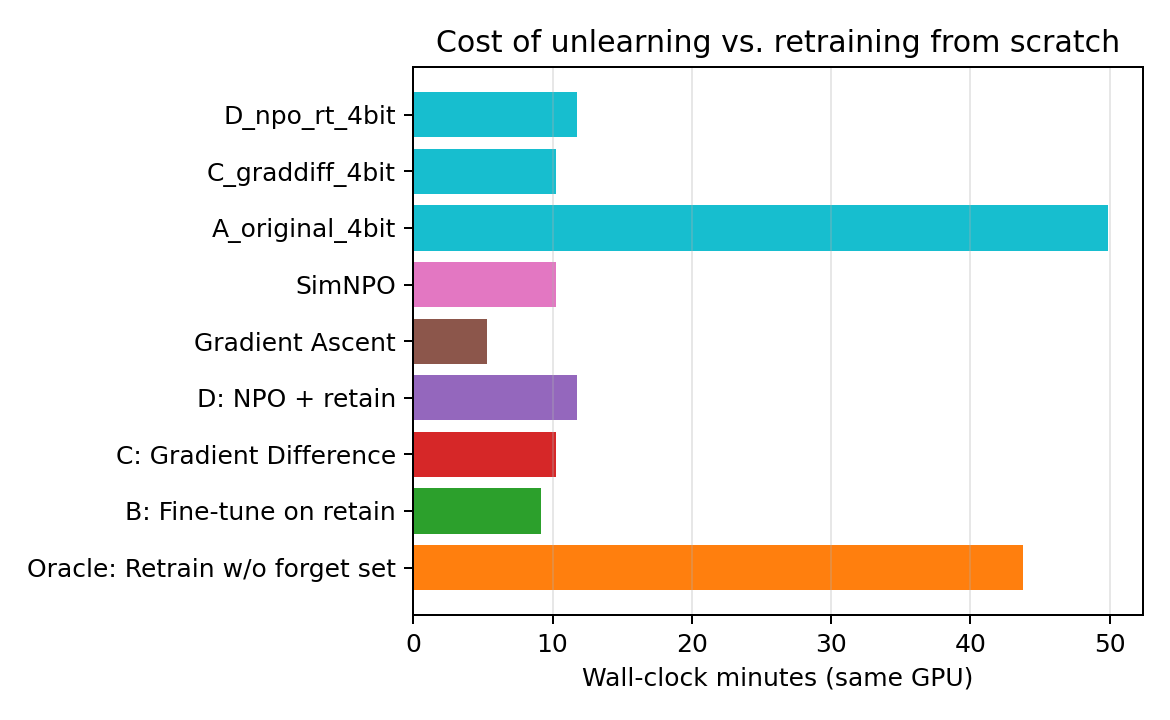 Cost of unlearning vs. retraining from scratch
D_npo_rt_4bit
C_graddiff_4bit
A_original_4bit
SimNPO
Gradient Ascent
D: NPO + retain
C: Gradient Difference
B: Fine-tune on retain
Oracle: Retrain w/o forget set
0 10 20 30 40 50
Wall-clock minutes (same GPU)